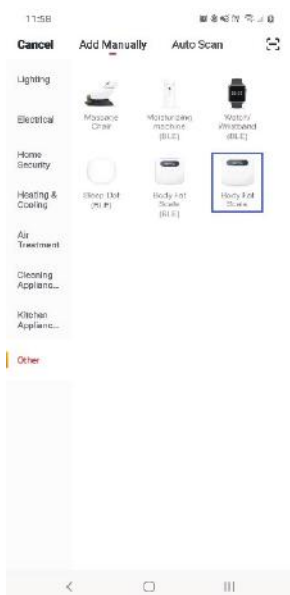 11:58
Cancel
Add Manually
Auto Scan
Lighting
Electrical
Home
Security
Heating &
Cooling
Air
Treatment
Cleaning
Applianc...
Kitchen
Applianc...
Other
Massage
Chair
Moisturizing
machine
(BLE)
Watch/
Wristband
(BLE)
Sleep Dot
(BLE)
Body Fat
Scale
(BLE)
Body Fat
Scale